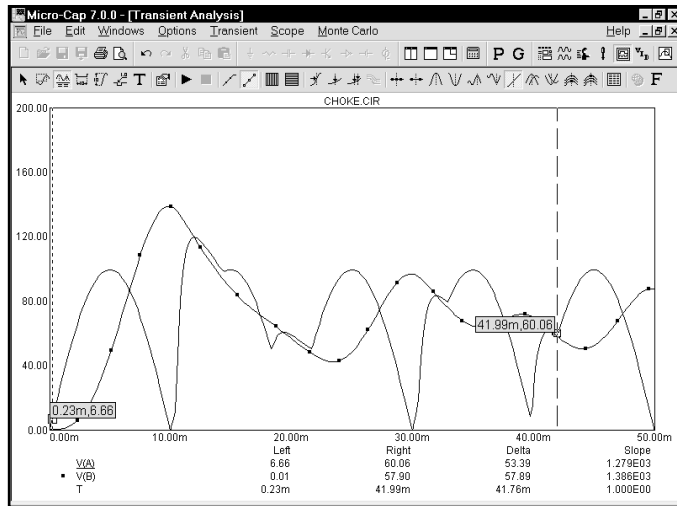 Micro-Cap 7.0.0 - [Transient Analysis]
File Edit Windows Options Transient Scope Monte Carlo Help
T P G F
CHOKE.CIR
200.00
160.00
120.00
80.00
40.00
0.00
41.99m,60.06
0.23m,6.66
0.00m 10.00m 20.00m 30.00m 40.00m 50.00m
Left Right Delta Slope
V(A) 6.66 60.06 53.39 1.279E03
V(B) 0.01 57.90 57.89 1.386E03
T 0.23m 41.99m 41.76m 1.000E00